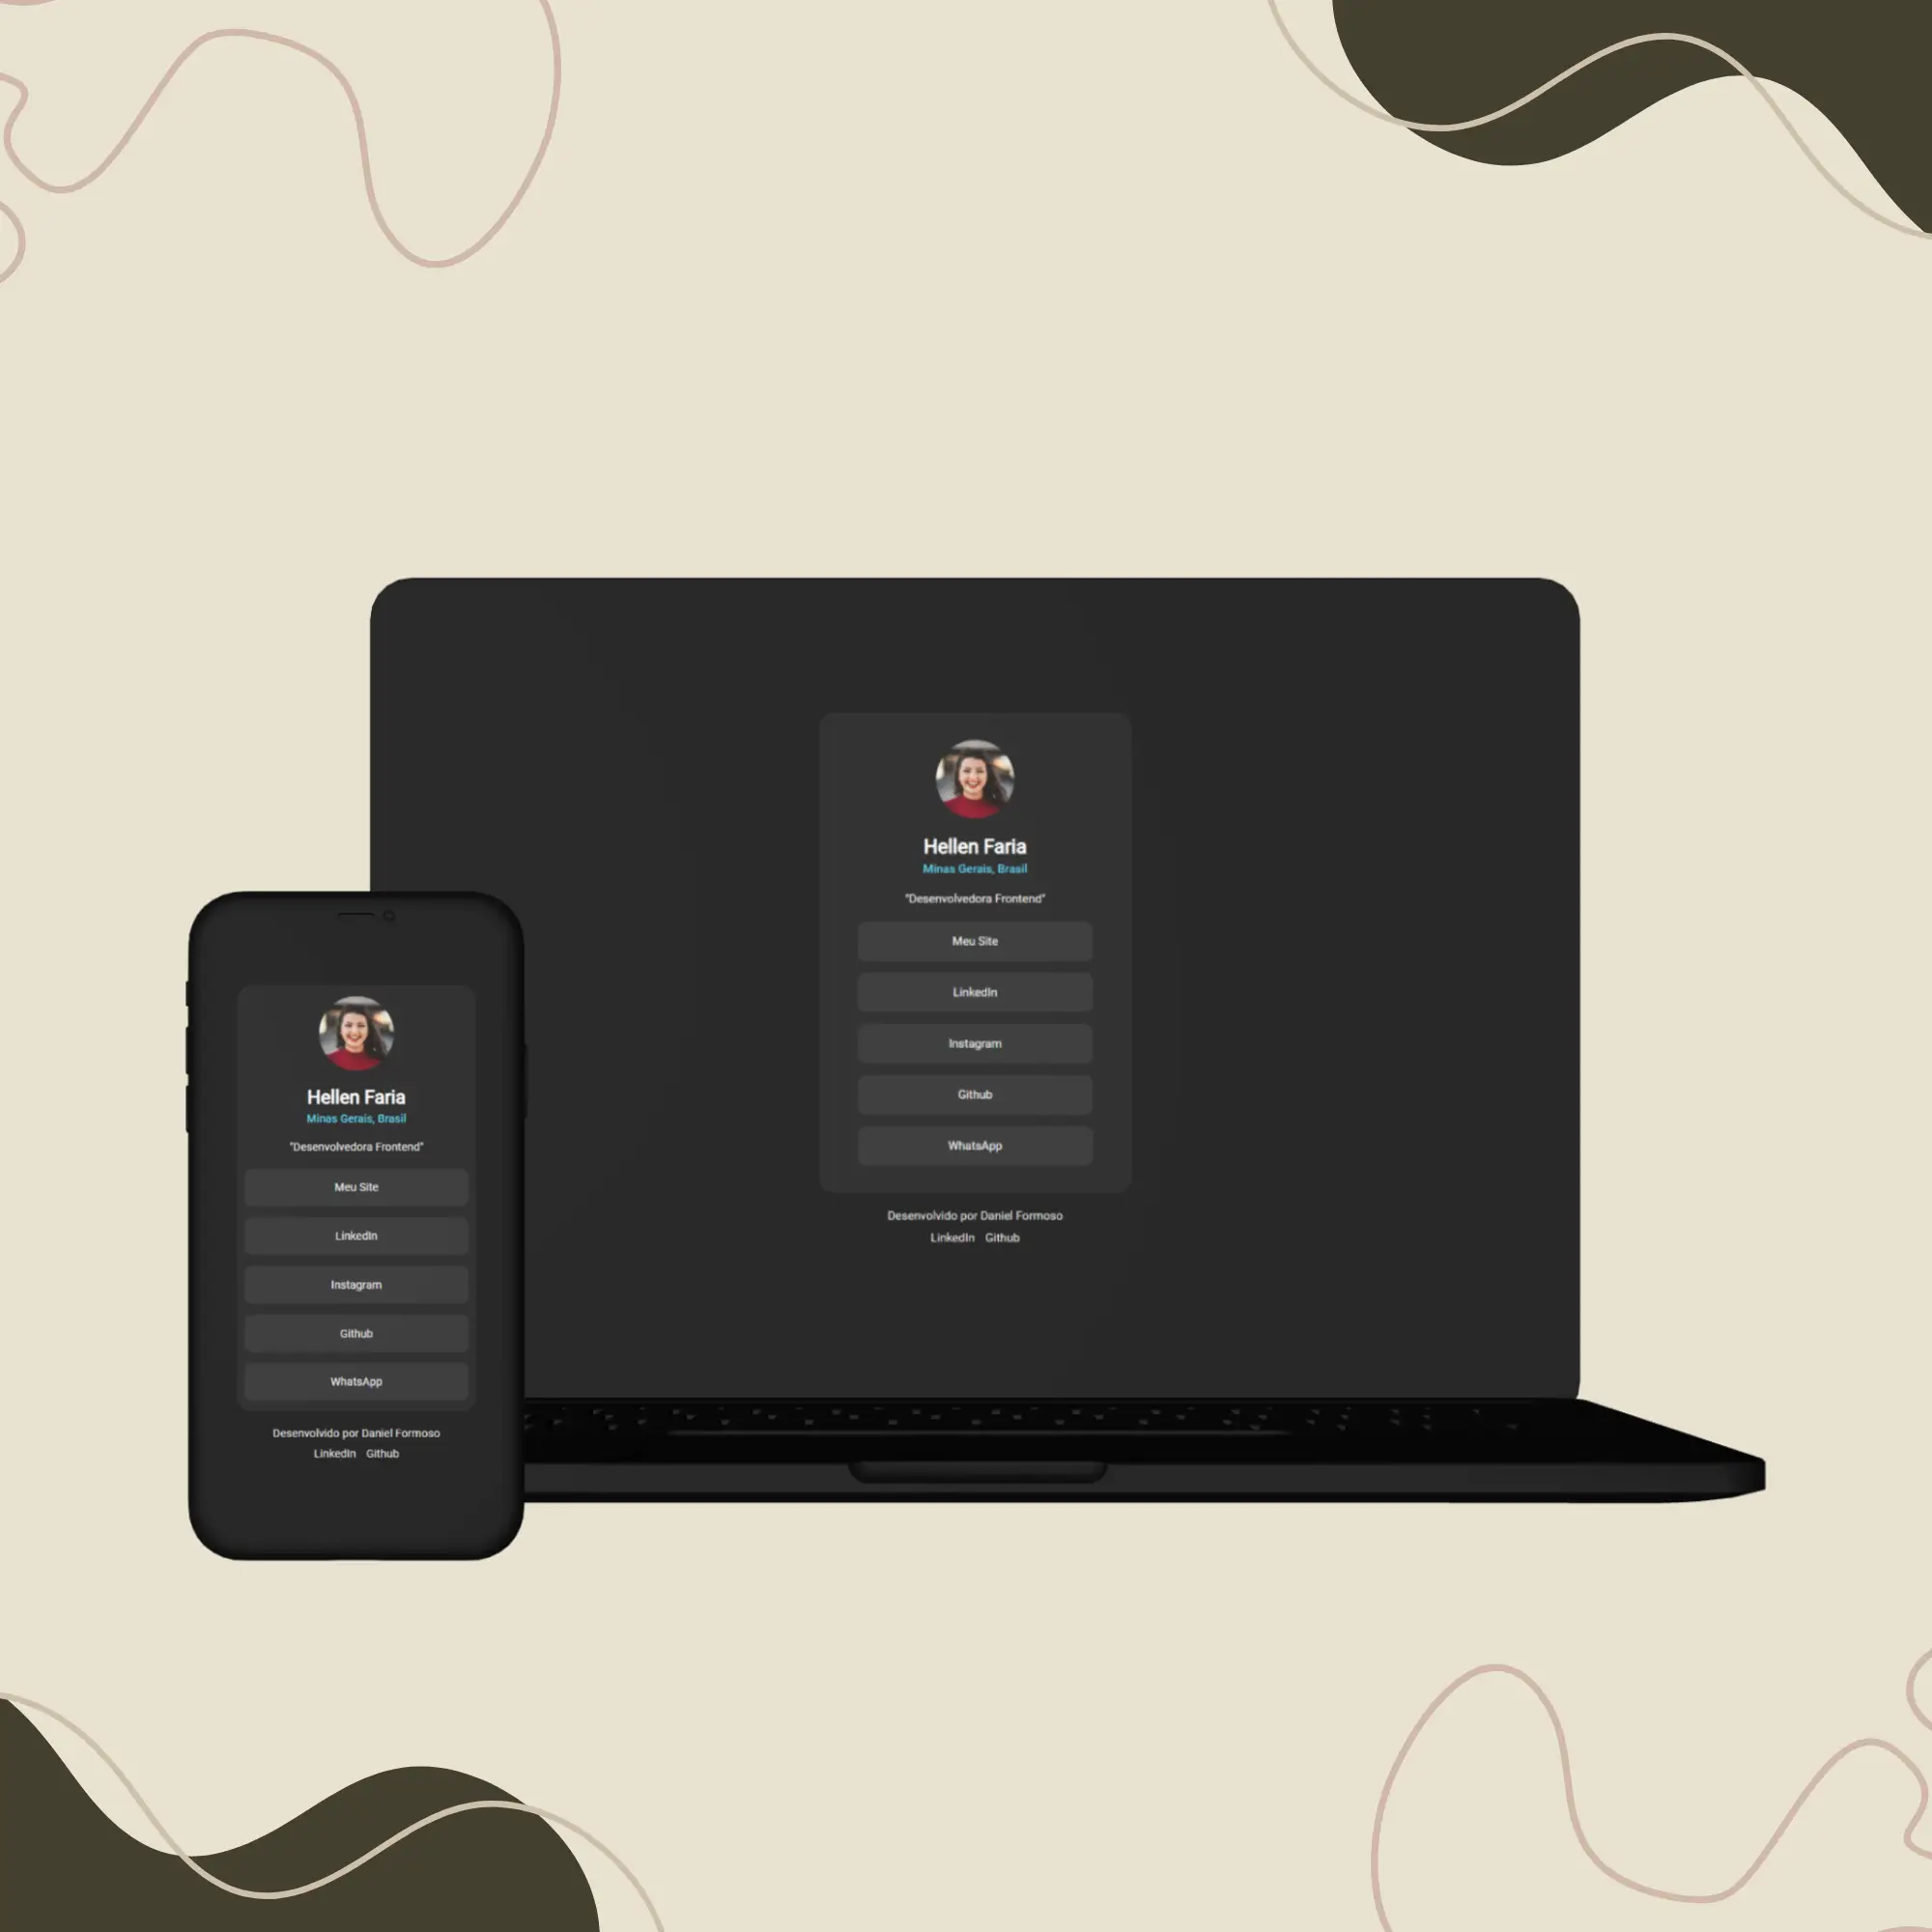 Hellen Faria
Minas Gerais, Brasil
"Desenvolvedora Frontend"
Meu Site
LinkedIn
Instagram
Github
WhatsApp
Desenvolvido por Daniel Formoso
LinkedIn Github
Hellen Faria
Minas Gerais, Brasil
"Desenvolvedora Frontend"
Meu Site
LinkedIn
Instagram
Github
WhatsApp
Desenvolvido por Daniel Formoso
LinkedIn Github